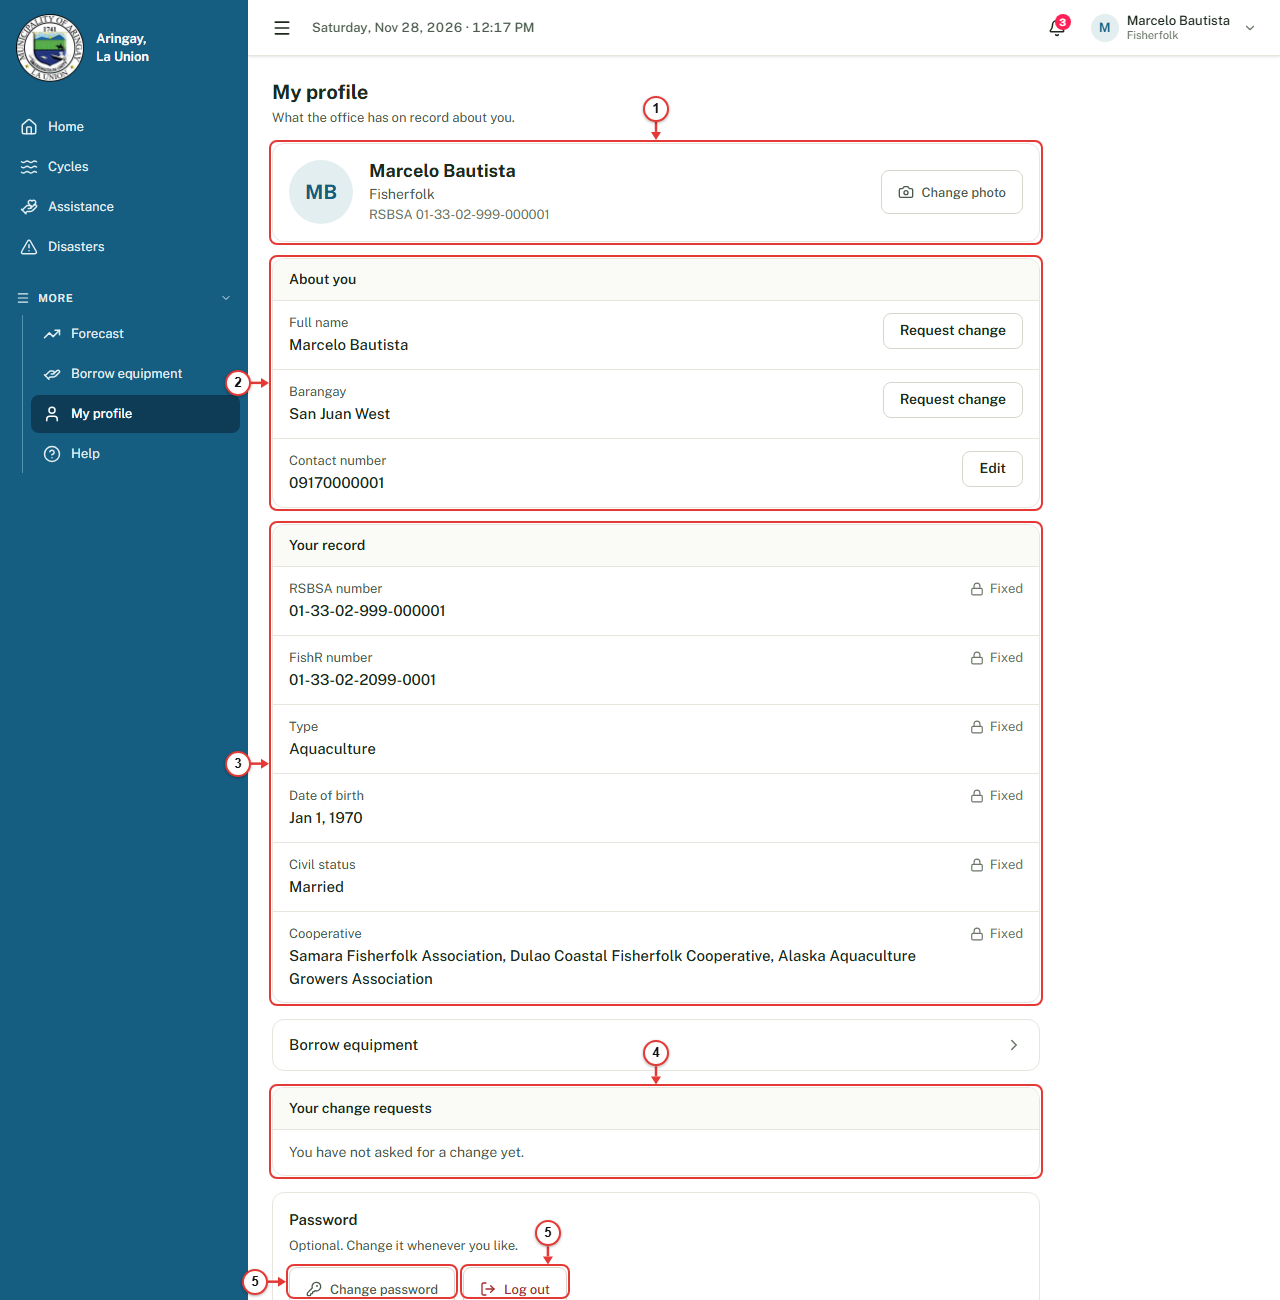 MUNICIPALITY OF ARINGAY
1741
LA UNION
Aringay,
La Union
Saturday, Nov 28, 2026 · 12:17 PM
3
M
Marcelo Bautista
Fisherfolk
Home
Cycles
Assistance
Disasters
MORE
Forecast
Borrow equipment
My profile
Help
My profile
What the office has on record about you.
1
MB
Marcelo Bautista
Fisherfolk
RSBSA 01-33-02-999-000001
Change photo
2
About you
Full name
Marcelo Bautista
Request change
Barangay
San Juan West
Request change
Contact number
09170000001
Edit
3
Your record
RSBSA number
01-33-02-999-000001
Fixed
FishR number
01-33-02-2099-0001
Fixed
Type
Aquaculture
Fixed
Date of birth
Jan 1, 1970
Fixed
Civil status
Married
Fixed
Cooperative
Samara Fisherfolk Association, Dulao Coastal Fisherfolk Cooperative, Alaska Aquaculture
Growers Association
Fixed
Borrow equipment
4
Your change requests
You have not asked for a change yet.
Password
Optional. Change it whenever you like.
5
5
Change password
Log out